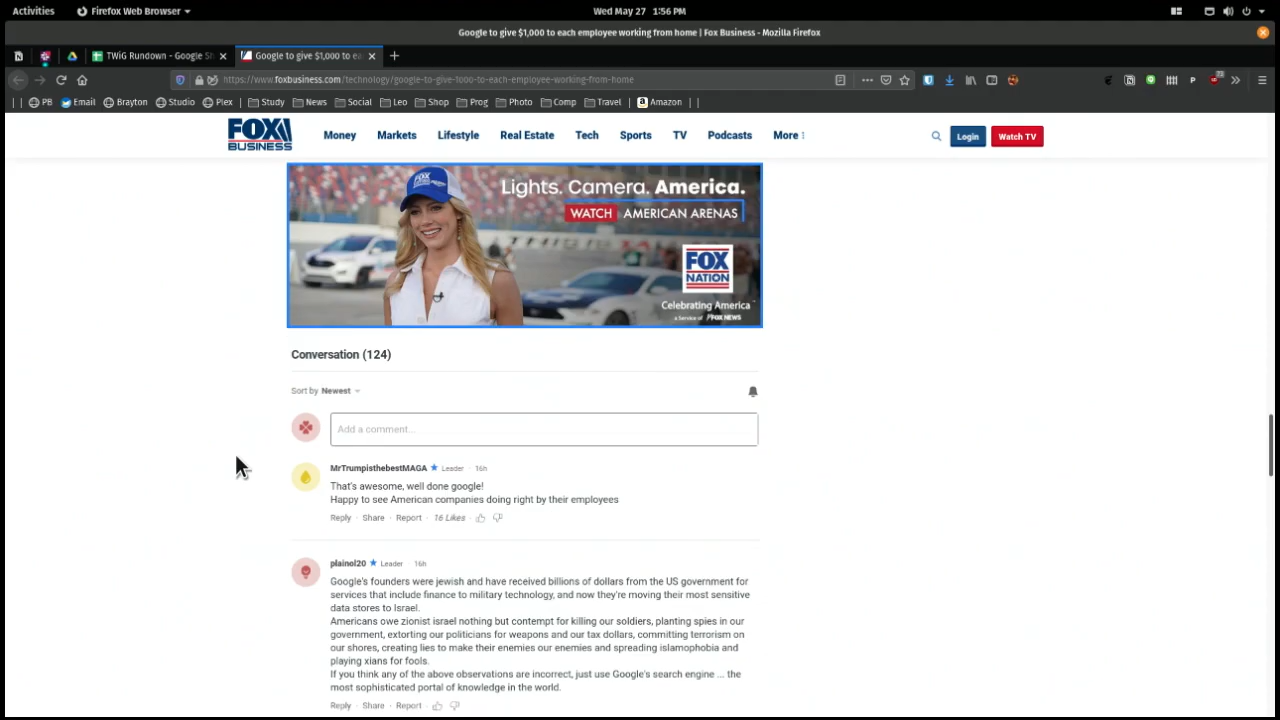 Activities
Firefox Web Browser
Wed May 27 1:56 PM
Google to give $1,000 to each employee working from home | Fox Business - Mozilla Firefox
TWiG Rundown - Google Sh
Google to give $1,000 to ea
https://www.foxbusiness.com/technology/google-to-give-1000-to-each-employee-working-from-home
PB
Email
Brayton
Studio
Plex
Study
News
Social
Leo
Shop
Prog
Photo
Comp
Travel
Amazon
FOX
BUSINESS
Money
Markets
Lifestyle
Real Estate
Tech
Sports
TV
Podcasts
More
Login
Watch TV
Lights. Camera. America.
WATCH AMERICAN ARENAS
FOX
NATION
Celebrating America
a Service of FOX NEWS
Conversation (124)
Sort by Newest
Add a comment...
MrTrumpisthebestMAGA Leader · 16h
That's awesome, well done google!
Happy to see American companies doing right by their employees
Reply · Share · Report · 16 Likes ·
plainol20 Leader · 16h
Google's founders were jewish and have received billions of dollars from the US government for
services that include finance to military technology, and now they're moving their most sensitive
data stores to Israel.
Americans owe zionist israel nothing but contempt for killing our soldiers, planting spies in our
government, extorting our politicians for weapons and our tax dollars, committing terrorism on
our shores, creating lies to make their enemies our enemies and spreading islamophobia and
playing xians for fools.
If you think any of the above observations are incorrect, just use Google's search engine ... the
most sophisticated portal of knowledge in the world.
Reply · Share · Report ·